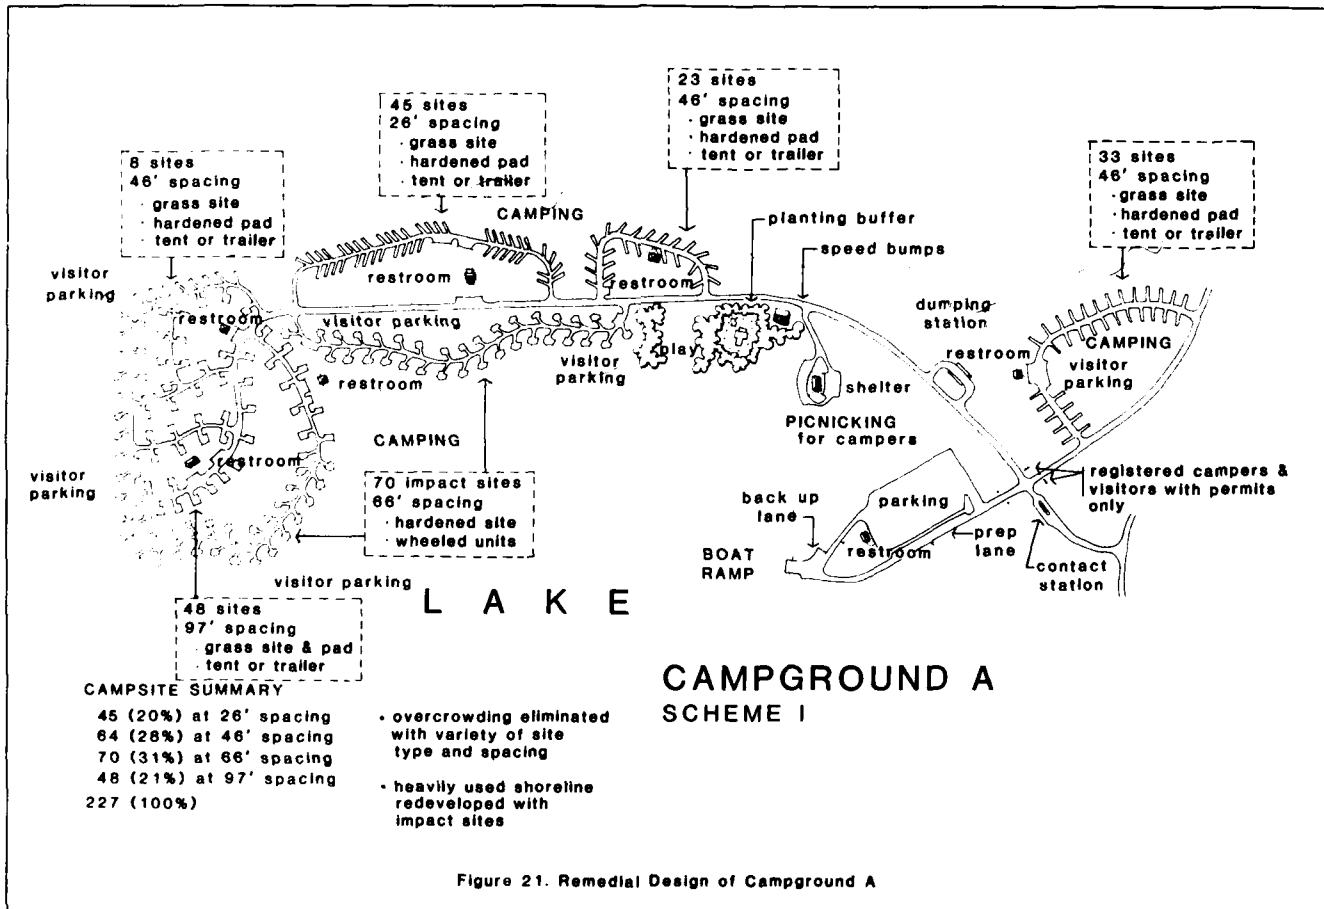 23 sites
46' spacing
· grass site
· hardened pad
· tent or trailer
45 sites
26' spacing
· grass site
· hardened pad
· tent or trailer
8 sites
46' spacing
· grass site
· hardened pad
· tent or trailer
33 sites
46' spacing
· grass site
· hardened pad
· tent or trailer
CAMPING
planting buffer
speed bumps
visitor parking
restroom
restroom
restroom
visitor parking
dumping station
restroom
CAMPING
visitor parking
play
visitor parking
restroom
shelter
PICNICKING
for campers
CAMPING
restroom
visitor parking
70 impact sites
66' spacing
· hardened site
· wheeled units
registered campers &
visitors with permits
only
back up
lane
parking
restroom
prep
lane
BOAT
RAMP
contact
station
visitor parking
LAKE
48 sites
97' spacing
· grass site & pad
· tent or trailer
CAMPGROUND A
SCHEME I
CAMPSITE SUMMARY
45 (20%) at 26' spacing
64 (28%) at 46' spacing
70 (31%) at 66' spacing
48 (21%) at 97' spacing
227 (100%)
• overcrowding eliminated
with variety of site
type and spacing
• heavily used shoreline
redeveloped with
impact sites
Figure 21. Remedial Design of Campground A